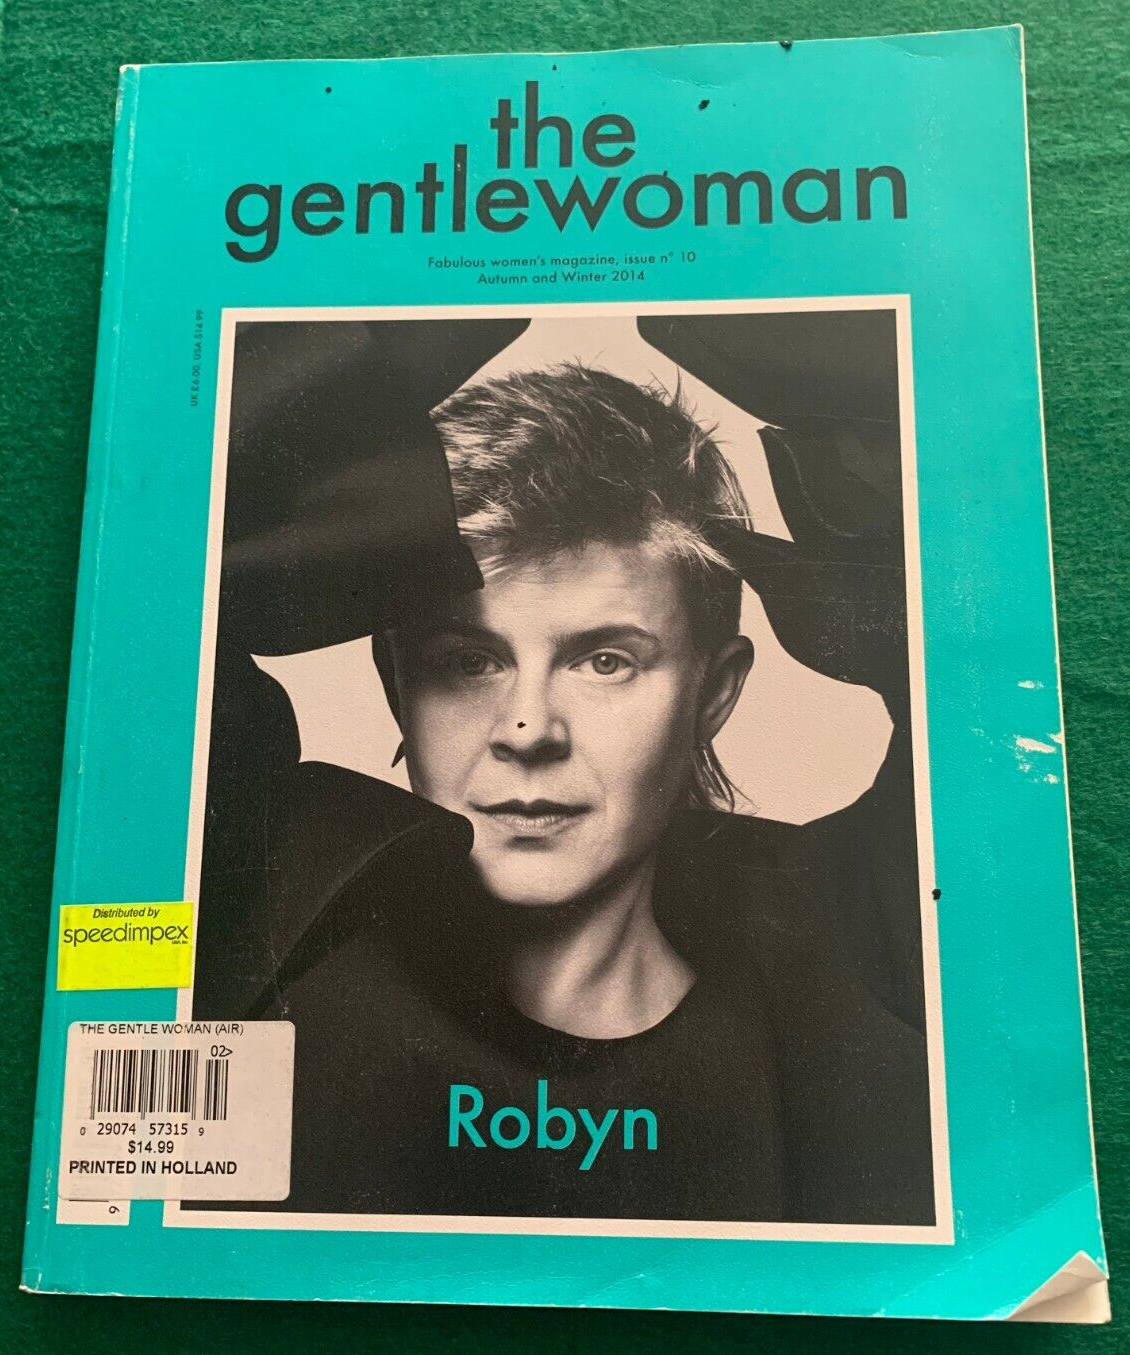 the
gentlewoman
Fabulous women's magazine, issue n° 10
Autumn and Winter 2014
UK £6.00, USA $14.99
Robyn
Distributed by
speedimpex
THE GENTLE WOMAN (AIR)
02>
0 29074 57315 9
$14.99
PRINTED IN HOLLAND
9